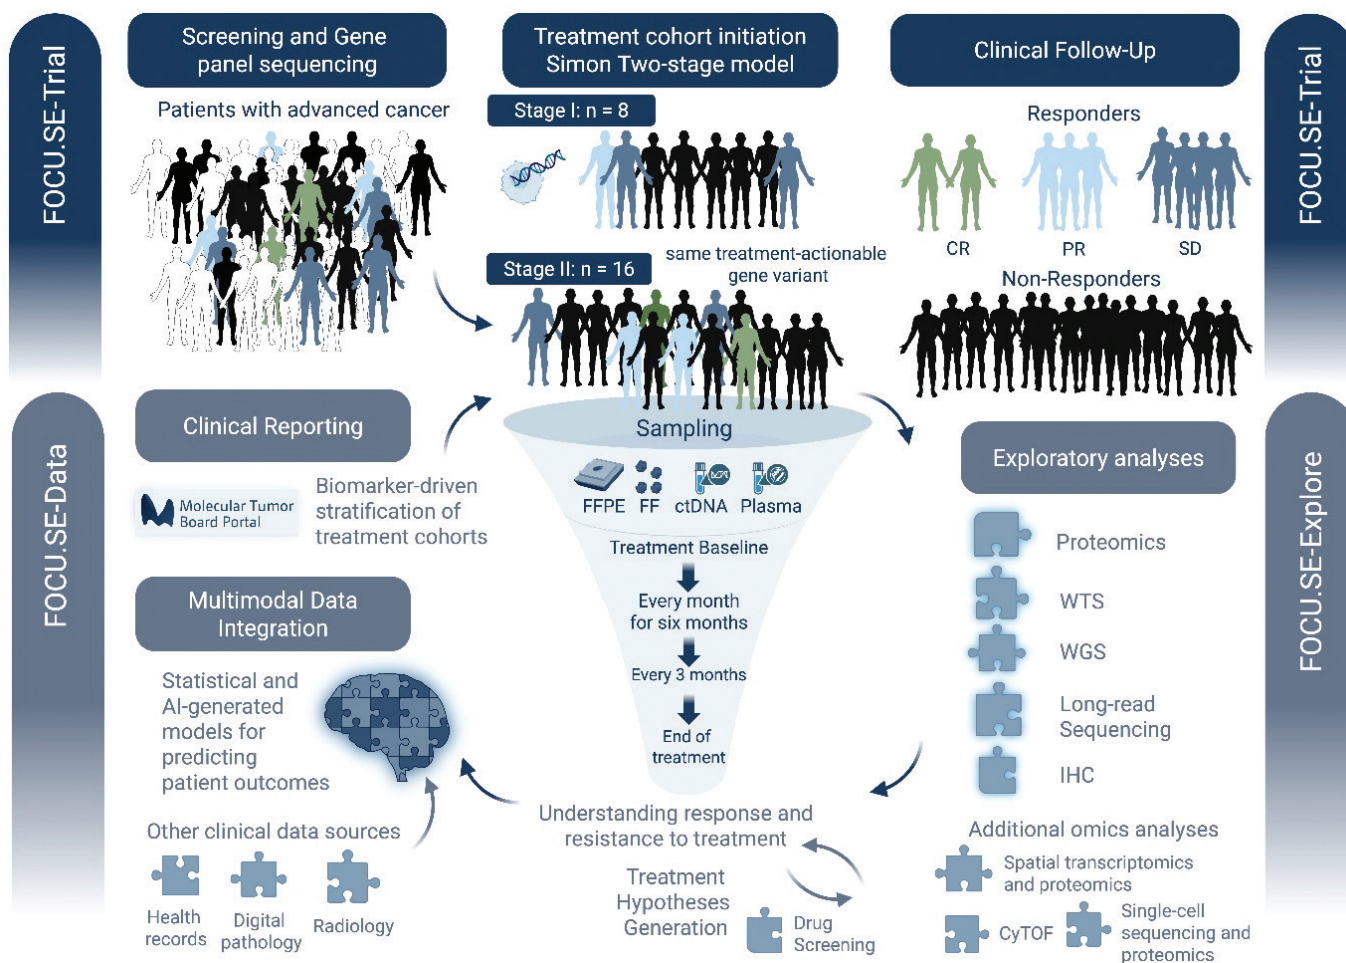 FOCU.SE-Trial
Screening and Gene
panel sequencing
Patients with advanced cancer
Treatment cohort initiation
Simon Two-stage model
Stage I: n = 8
same treatment-actionable
gene variant
Stage II: n = 16
Clinical Follow-Up
Responders
CR
PR
SD
Non-Responders
FOCU.SE-Trial
FOCU.SE-Data
Clinical Reporting
Molecular Tumor
Board Portal
Biomarker-driven
stratification of
treatment cohorts
Multimodal Data
Integration
Statistical and
AI-generated
models for
predicting
patient outcomes
Other clinical data sources
Health
records
Digital
pathology
Radiology
Sampling
FFPE
FF
ctDNA
Plasma
Treatment Baseline
Every month
for six months
Every 3 months
End of
treatment
Understanding response and
resistance to treatment
Treatment
Hypotheses
Generation
Drug
Screening
Exploratory analyses
Proteomics
WTS
WGS
Long-read
Sequencing
IHC
Additional omics analyses
Spatial transcriptomics
and proteomics
CyTOF
Single-cell
sequencing and
proteomics
FOCU.SE-Explore